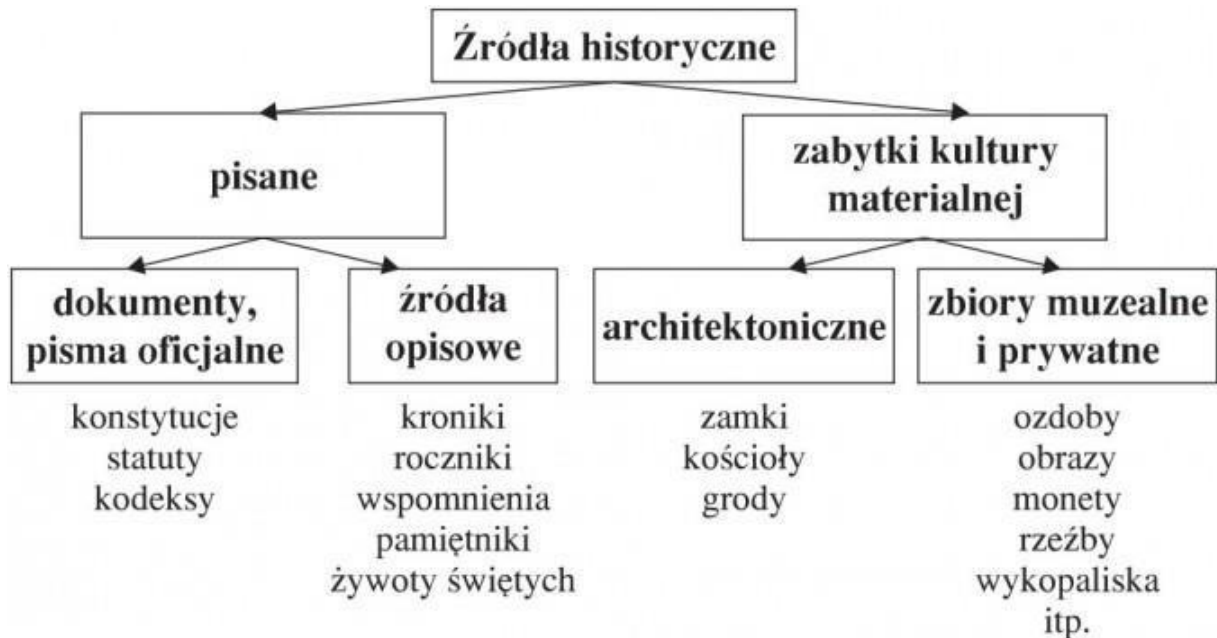 Źródła historyczne
pisane
zabytki kultury
materialnej
dokumenty,
pisma oficjalne
źródła
opisowe
architektoniczne
zbiory muzealne
i prywatne
konstytucje
statuty
kodeksy
kroniki
roczniki
wspomnienia
pamiętniki
żywoty świętych
zamki
kościoły
grody
ozdoby
obrazy
monety
rzeźby
wykopaliska
itp.